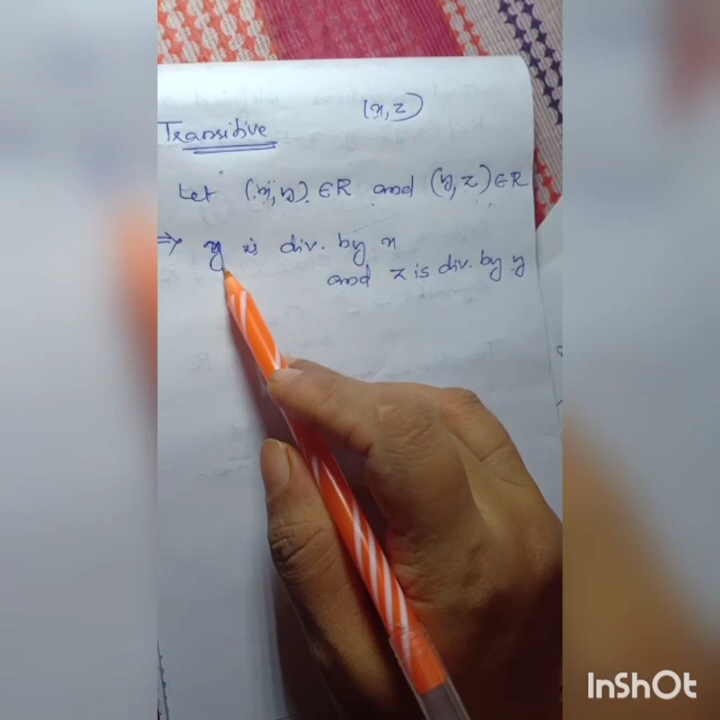 (x,z)
Transitive
Let (x,y) ∈R and (y,z)∈R
⇒ y is div. by x
and z is div. by y
InShOt